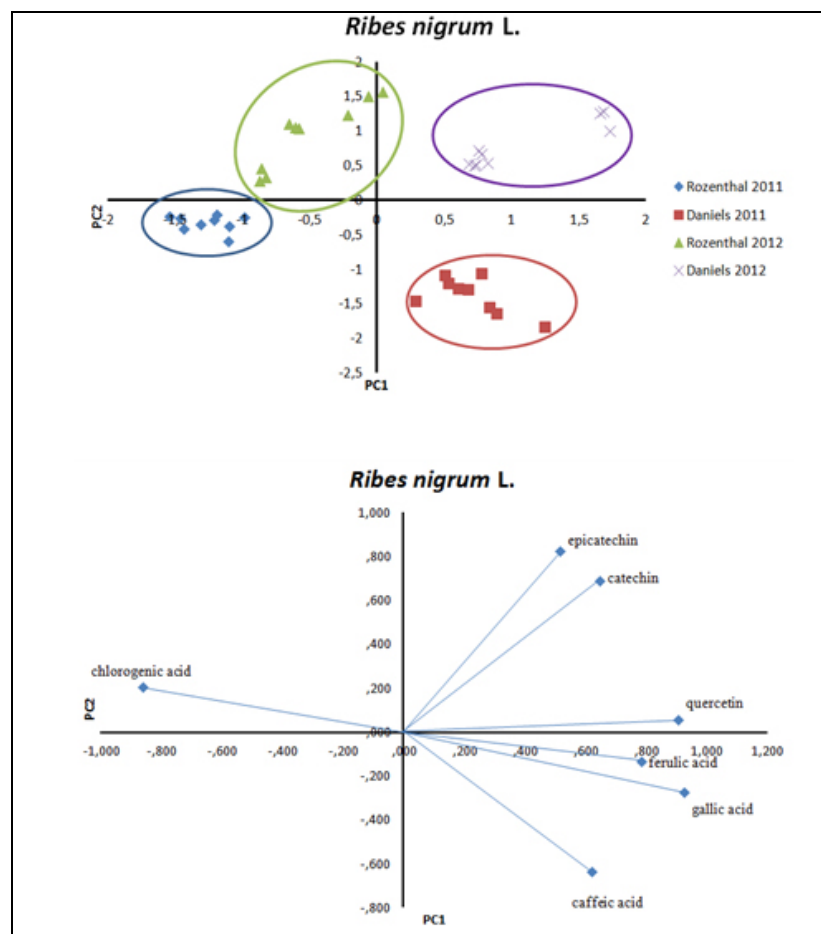 Ribes nigrum L.
2
1,5
1
0,5
0
-2 -1,5 -1 -0,5 0 0,5 1 1,5 2
-0,5
-1
-1,5
-2
-2,5
PC2
PC1
Rozenthal 2011
Daniels 2011
Rozenthal 2012
Daniels 2012
Ribes nigrum L.
1,000
,800
,600
,400
,200
,000
-1,000 -,800 -,600 -,400 -,200 ,000 ,200 ,400 ,600 ,800 1,000 1,200
-,200
-,400
-,600
-,800
PC2
PC1
epicatechin
catechin
chlorogenic acid
quercetin
ferulic acid
gallic acid
caffeic acid